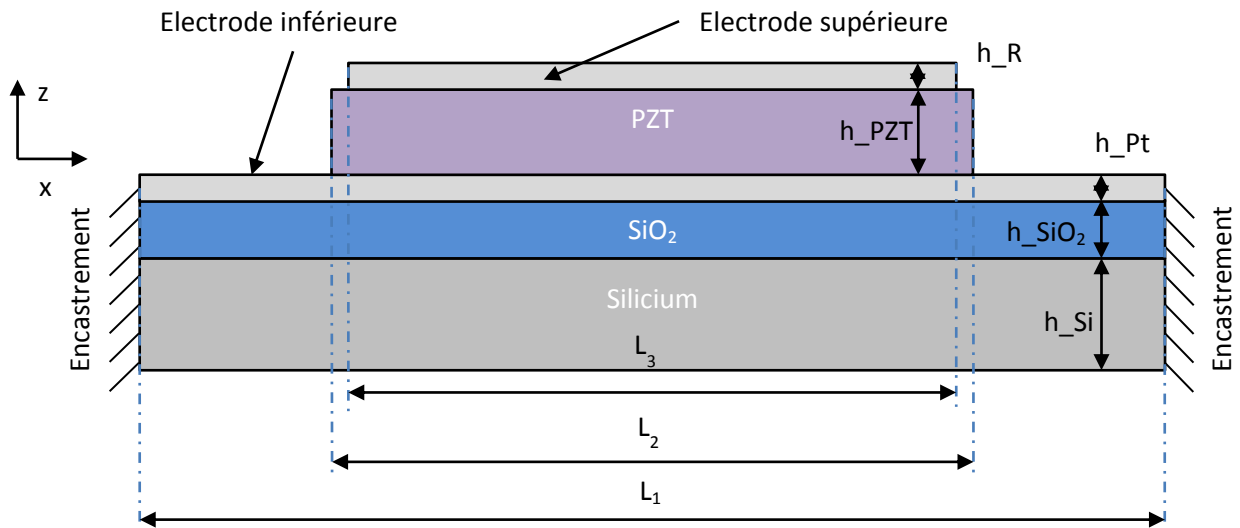 Electrode inférieure
Electrode supérieure
h_R
z
PZT
h_PZT
h_Pt
x
Encastrement
SiO₂
h_SiO₂
Encastrement
Silicium
h_Si
L₃
L₂
L₁